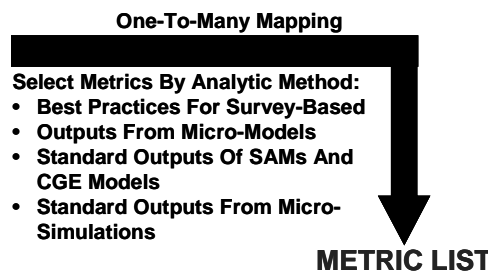 One-To-Many Mapping
Select Metrics By Analytic Method:
• Best Practices For Survey-Based
• Outputs From Micro-Models
• Standard Outputs Of SAMs And
CGE Models
• Standard Outputs From Micro-
Simulations
METRIC LIST